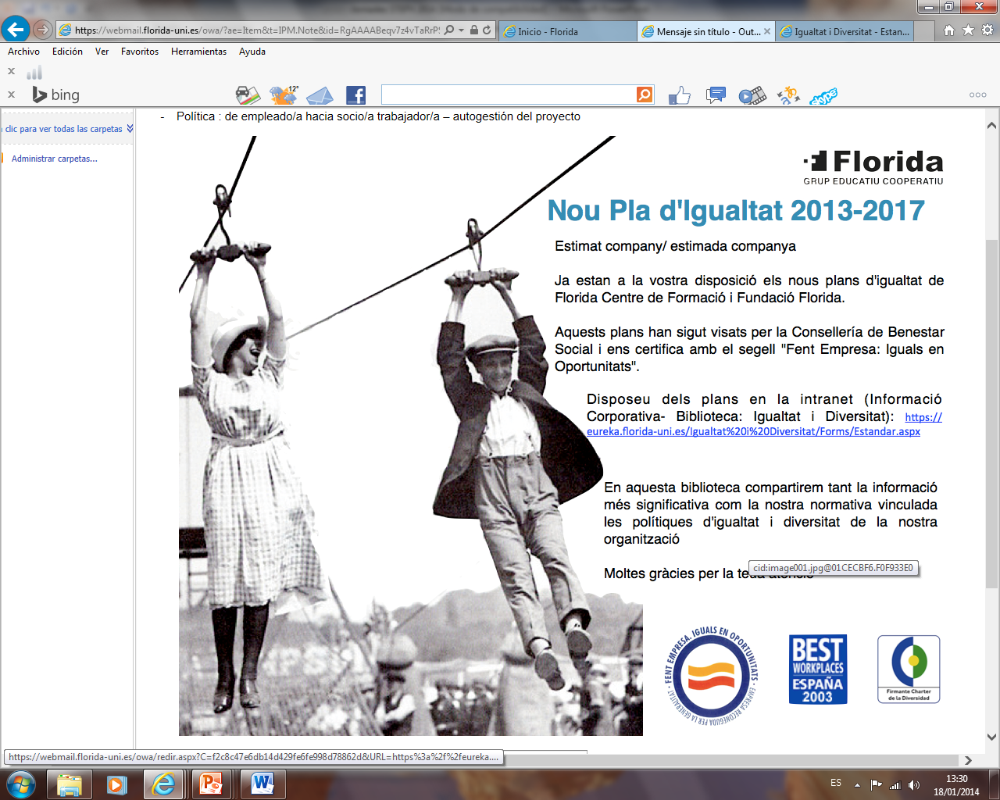 https://webmail.florida-uni.es/owa/?ae=Item&t=IPM.Note&id=RgAAAABeqv7z4vTaRrPS
Inicio - Florida
Mensaje sin título - Out...
Igualtat i Diversitat - Estan...
Archivo Edición Ver Favoritos Herramientas Ayuda
x
x bing 12° skype
clic para ver todas las carpetas
Administrar carpetas...
- Política : de empleado/a hacia socio/a trabajador/a – autogestión del proyecto
Florida
GRUP EDUCATIU COOPERATIU
Nou Pla d'Igualtat 2013-2017
Estimat company/ estimada companya
Ja estan a la vostra disposició els nous plans d'igualtat de
Florida Centre de Formació i Fundació Florida.
Aquests plans han sigut visats per la Consellería de Benestar
Social i ens certifica amb el segell "Fent Empresa: Iguals en
Oportunitats".
Disposeu dels plans en la intranet (Informació
Corporativa- Biblioteca: Igualtat i Diversitat): https://
eureka.florida-uni.es/Igualtat%20i%20Diversitat/Forms/Estandar.aspx
En aquesta biblioteca compartirem tant la informació
més significativa com la nostra normativa vinculada
les polítiques d'igualtat i diversitat de la nostra
organització
Moltes gràcies per la teua atenció
cid:image001.jpg@01CECBF6.F0F933E0
FENT EMPRESA. IGUALS EN OPORTUNITATS
· EMPRESA RECONEGUDA PER LA GENERALITAT ·
BEST
WORKPLACES
ESPAÑA
2003
Firmante Charter
de la Diversidad
https://webmail.florida-uni.es/owa/redir.aspx?C=f2c8c47e6db14d429fe6fe998d78862d&URL=https%3a%2f%2feureka....
ES
13:30
18/01/2014